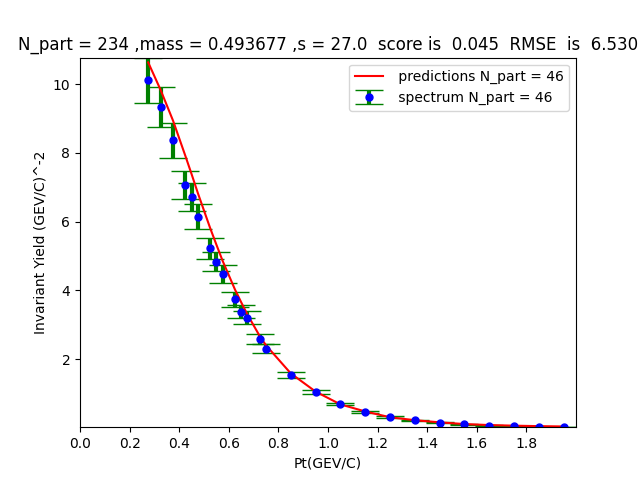 N_part = 234 ,mass = 0.493677 ,s = 27.0  score is  0.045  RMSE  is  6.530
predictions N_part = 46
spectrum N_part = 46
Invariant Yield (GEV/C)^-2
10
8
6
4
2
0.0 0.2 0.4 0.6 0.8 1.0 1.2 1.4 1.6 1.8
Pt(GEV/C)